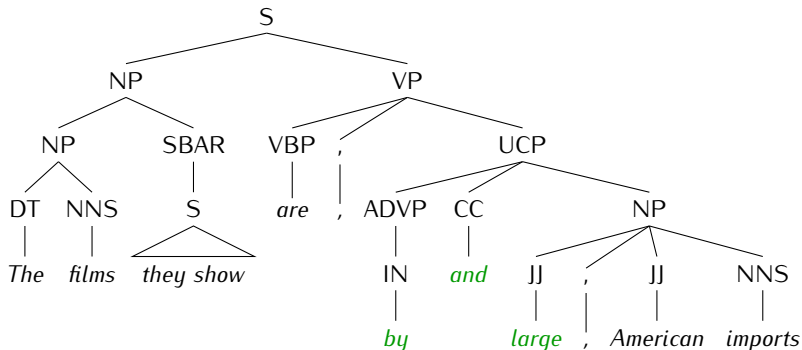 S
NP VP
NP SBAR VBP , UCP
DT NNS S are , ADVP CC NP
The films they show IN and JJ , JJ NNS
by large , American imports